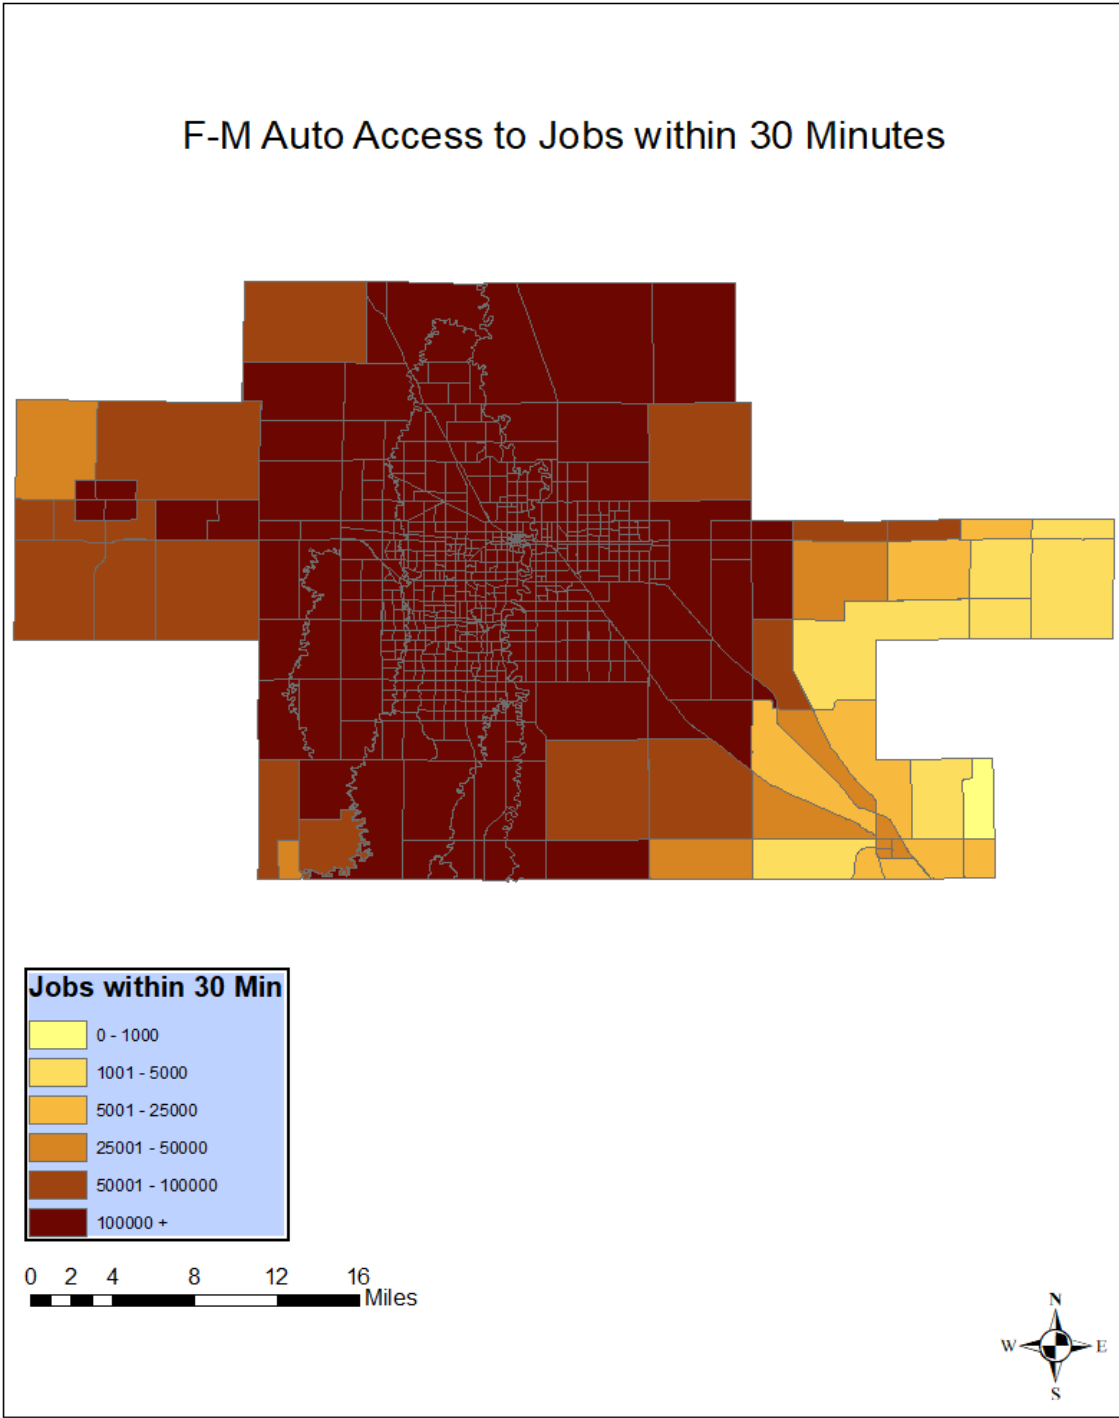 F-M Auto Access to Jobs within 30 Minutes
Jobs within 30 Min
0 - 1000
1001 - 5000
5001 - 25000
25001 - 50000
50001 - 100000
100000 +
0 2 4 8 12 16
Miles
N
W E
S